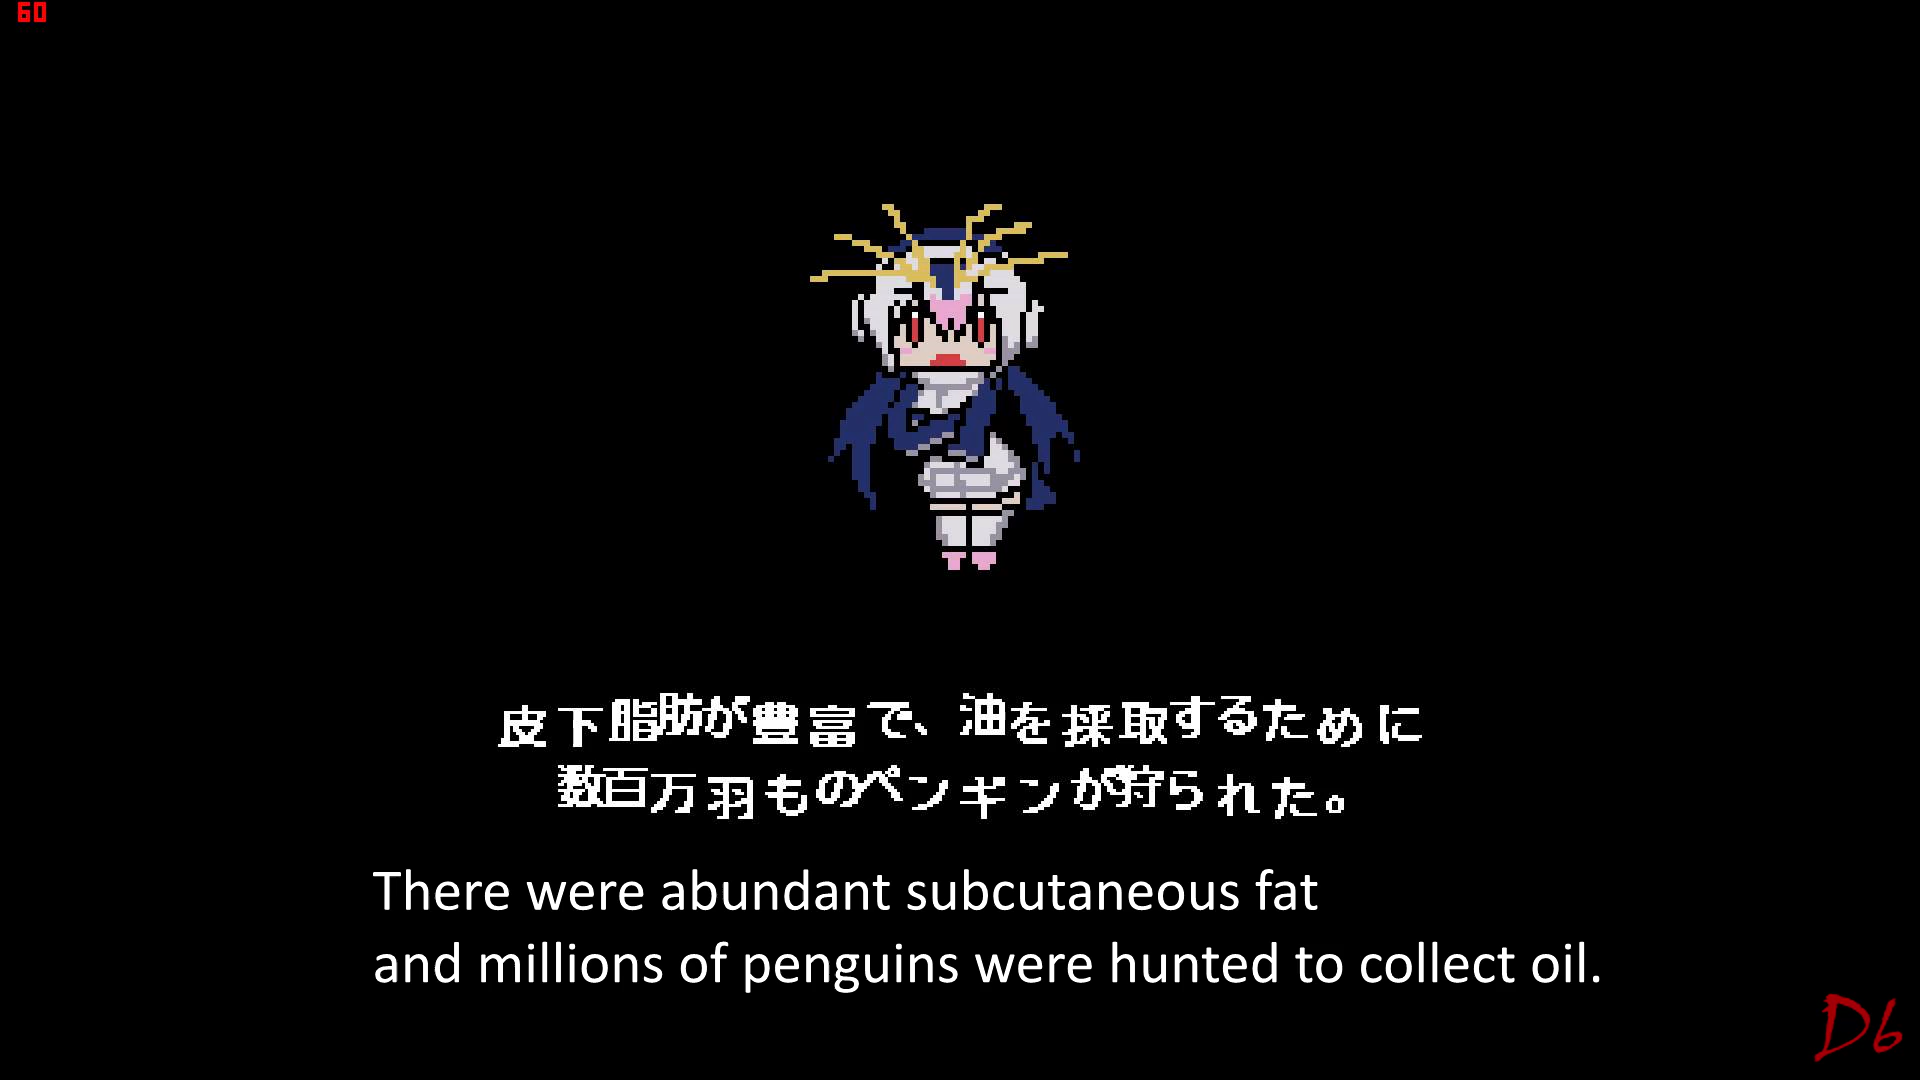 60
皮下脂肪が豊富で、油を採取するために
数百万羽ものペンギンが狩られた。
There were abundant subcutaneous fat
and millions of penguins were hunted to collect oil.
D6